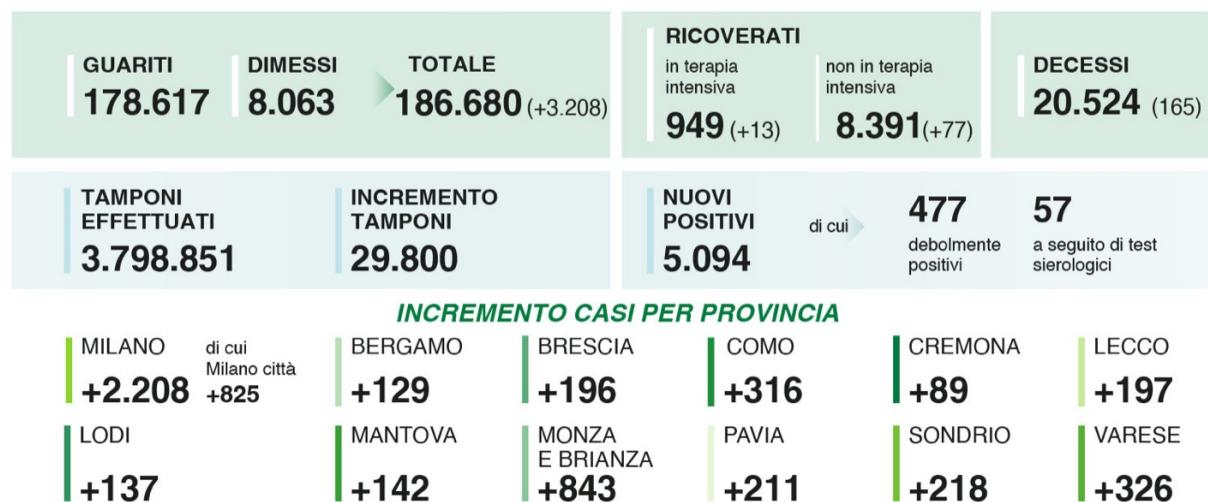 GUARITI
178.617
DIMESSI
8.063
TOTALE
186.680 (+3.208)
RICOVERATI
in terapia
intensiva
949 (+13)
non in terapia
intensiva
8.391(+77)
DECESSI
20.524 (165)
TAMPONI
EFFETTUATI
3.798.851
INCREMENTO
TAMPONI
29.800
NUOVI
POSITIVI
5.094
di cui
477
debolmente
positivi
57
a seguito di test
sierologici
INCREMENTO CASI PER PROVINCIA
MILANO
+2.208
di cui
Milano città
+825
BERGAMO
+129
BRESCIA
+196
COMO
+316
CREMONA
+89
LECCO
+197
LODI
+137
MANTOVA
+142
MONZA
E BRIANZA
+843
PAVIA
+211
SONDRIO
+218
VARESE
+326